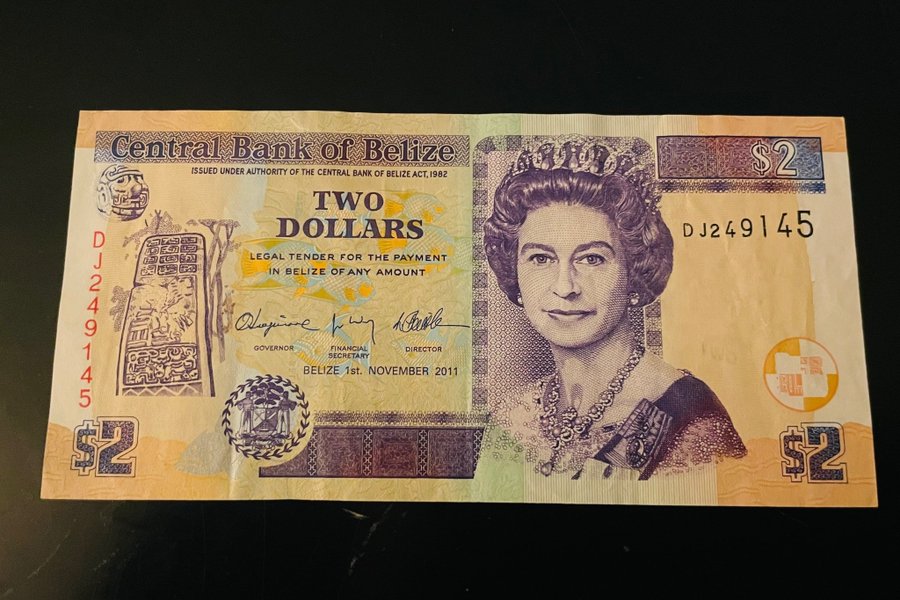 Central Bank of Belize
ISSUED UNDER AUTHORITY OF THE CENTRAL BANK OF BELIZE ACT, 1982
$2
TWO
DOLLARS
LEGAL TENDER FOR THE PAYMENT
IN BELIZE OF ANY AMOUNT
DJ249145
DJ249145
GOVERNOR
FINANCIAL
SECRETARY
DIRECTOR
BELIZE 1st. NOVEMBER 2011
$2
$2